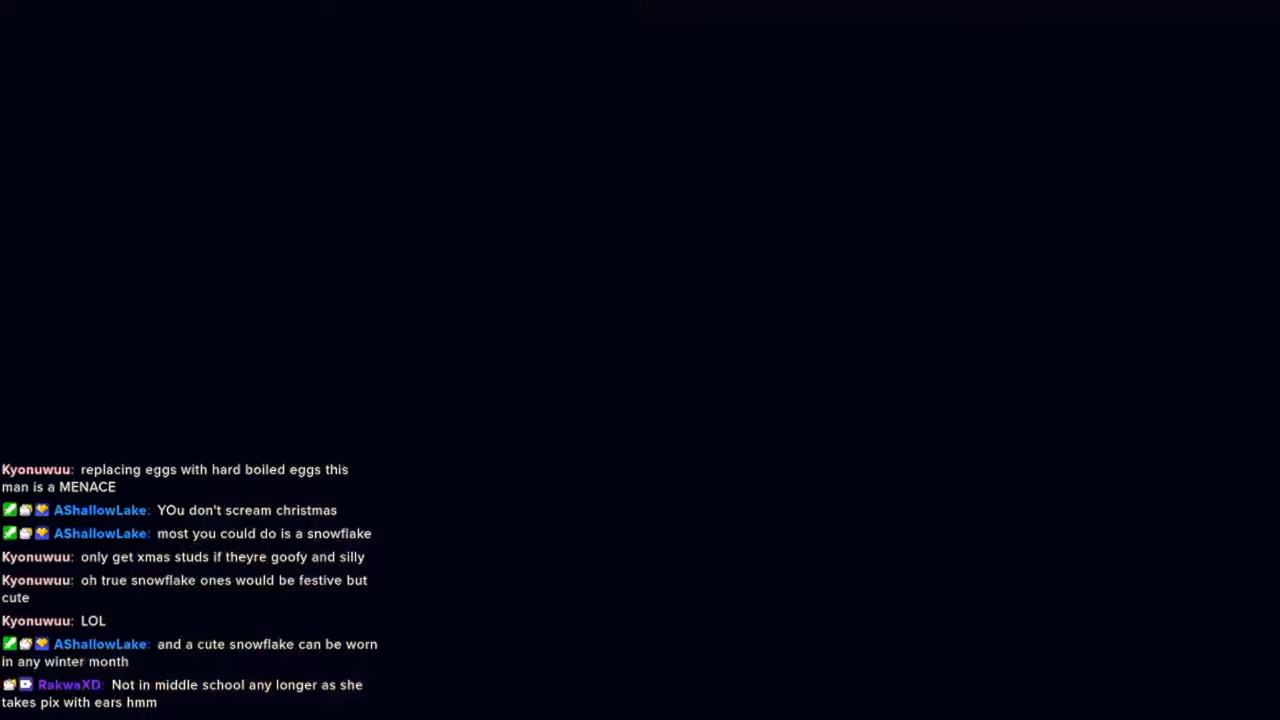 Kyonuwuu: replacing eggs with hard boiled eggs this
man is a MENACE
AShallowLake: YOu don't scream christmas
AShallowLake: most you could do is a snowflake
Kyonuwuu: only get xmas studs if theyre goofy and silly
Kyonuwuu: oh true snowflake ones would be festive but
cute
Kyonuwuu: LOL
AShallowLake: and a cute snowflake can be worn
in any winter month
RakwaXD: Not in middle school any longer as she
takes pix with ears hmm